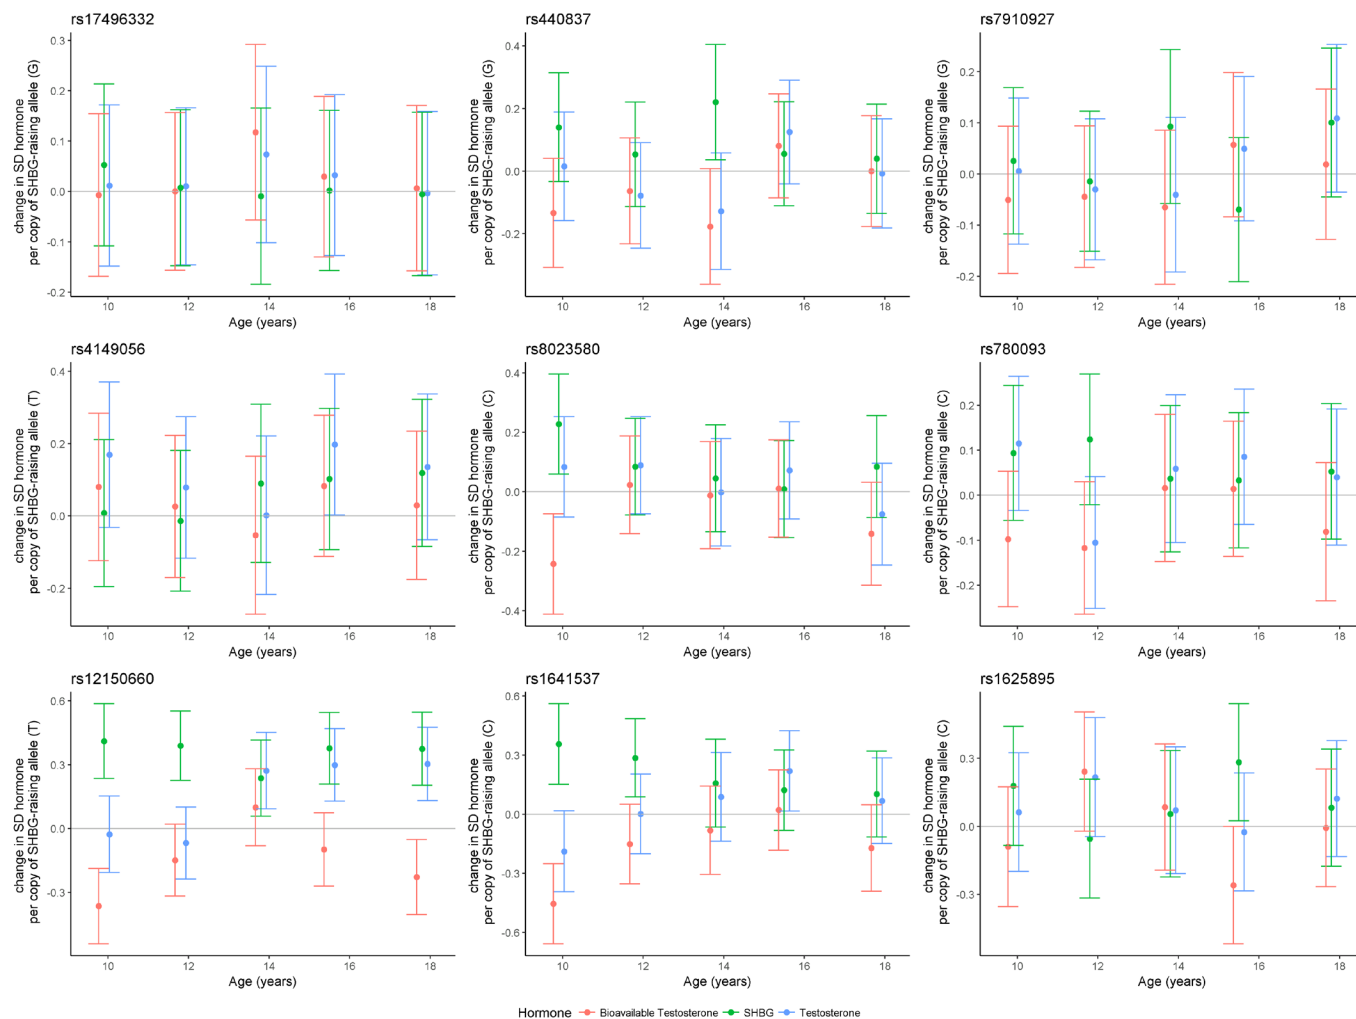 rs17496332
change in SD hormone
per copy of SHBG-raising allele (G)
0.3
0.2
0.1
0.0
-0.1
-0.2
10 12 14 16 18
Age (years)
rs440837
change in SD hormone
per copy of SHBG-raising allele (G)
0.4
0.2
0.0
-0.2
10 12 14 16 18
Age (years)
rs7910927
change in SD hormone
per copy of SHBG-raising allele (G)
0.2
0.0
-0.1
-0.2
10 12 14 16 18
Age (years)
rs4149056
change in SD hormone
per copy of SHBG-raising allele (T)
0.4
0.2
0.0
-0.2
10 12 14 16 18
Age (years)
rs8023580
change in SD hormone
per copy of SHBG-raising allele (C)
0.4
0.2
0.0
-0.2
-0.4
10 12 14 16 18
Age (years)
rs780093
change in SD hormone
per copy of SHBG-raising allele (C)
0.2
0.0
-0.1
-0.2
10 12 14 16 18
Age (years)
rs12150660
change in SD hormone
per copy of SHBG-raising allele (T)
0.6
0.3
0.0
-0.3
10 12 14 16 18
Age (years)
rs1641537
change in SD hormone
per copy of SHBG-raising allele (C)
0.6
0.3
0.0
-0.3
-0.6
10 12 14 16 18
Age (years)
rs1625895
change in SD hormone
per copy of SHBG-raising allele (C)
0.3
0.0
-0.3
10 12 14 16 18
Age (years)
Hormone Bioavailable Testosterone SHBG Testosterone